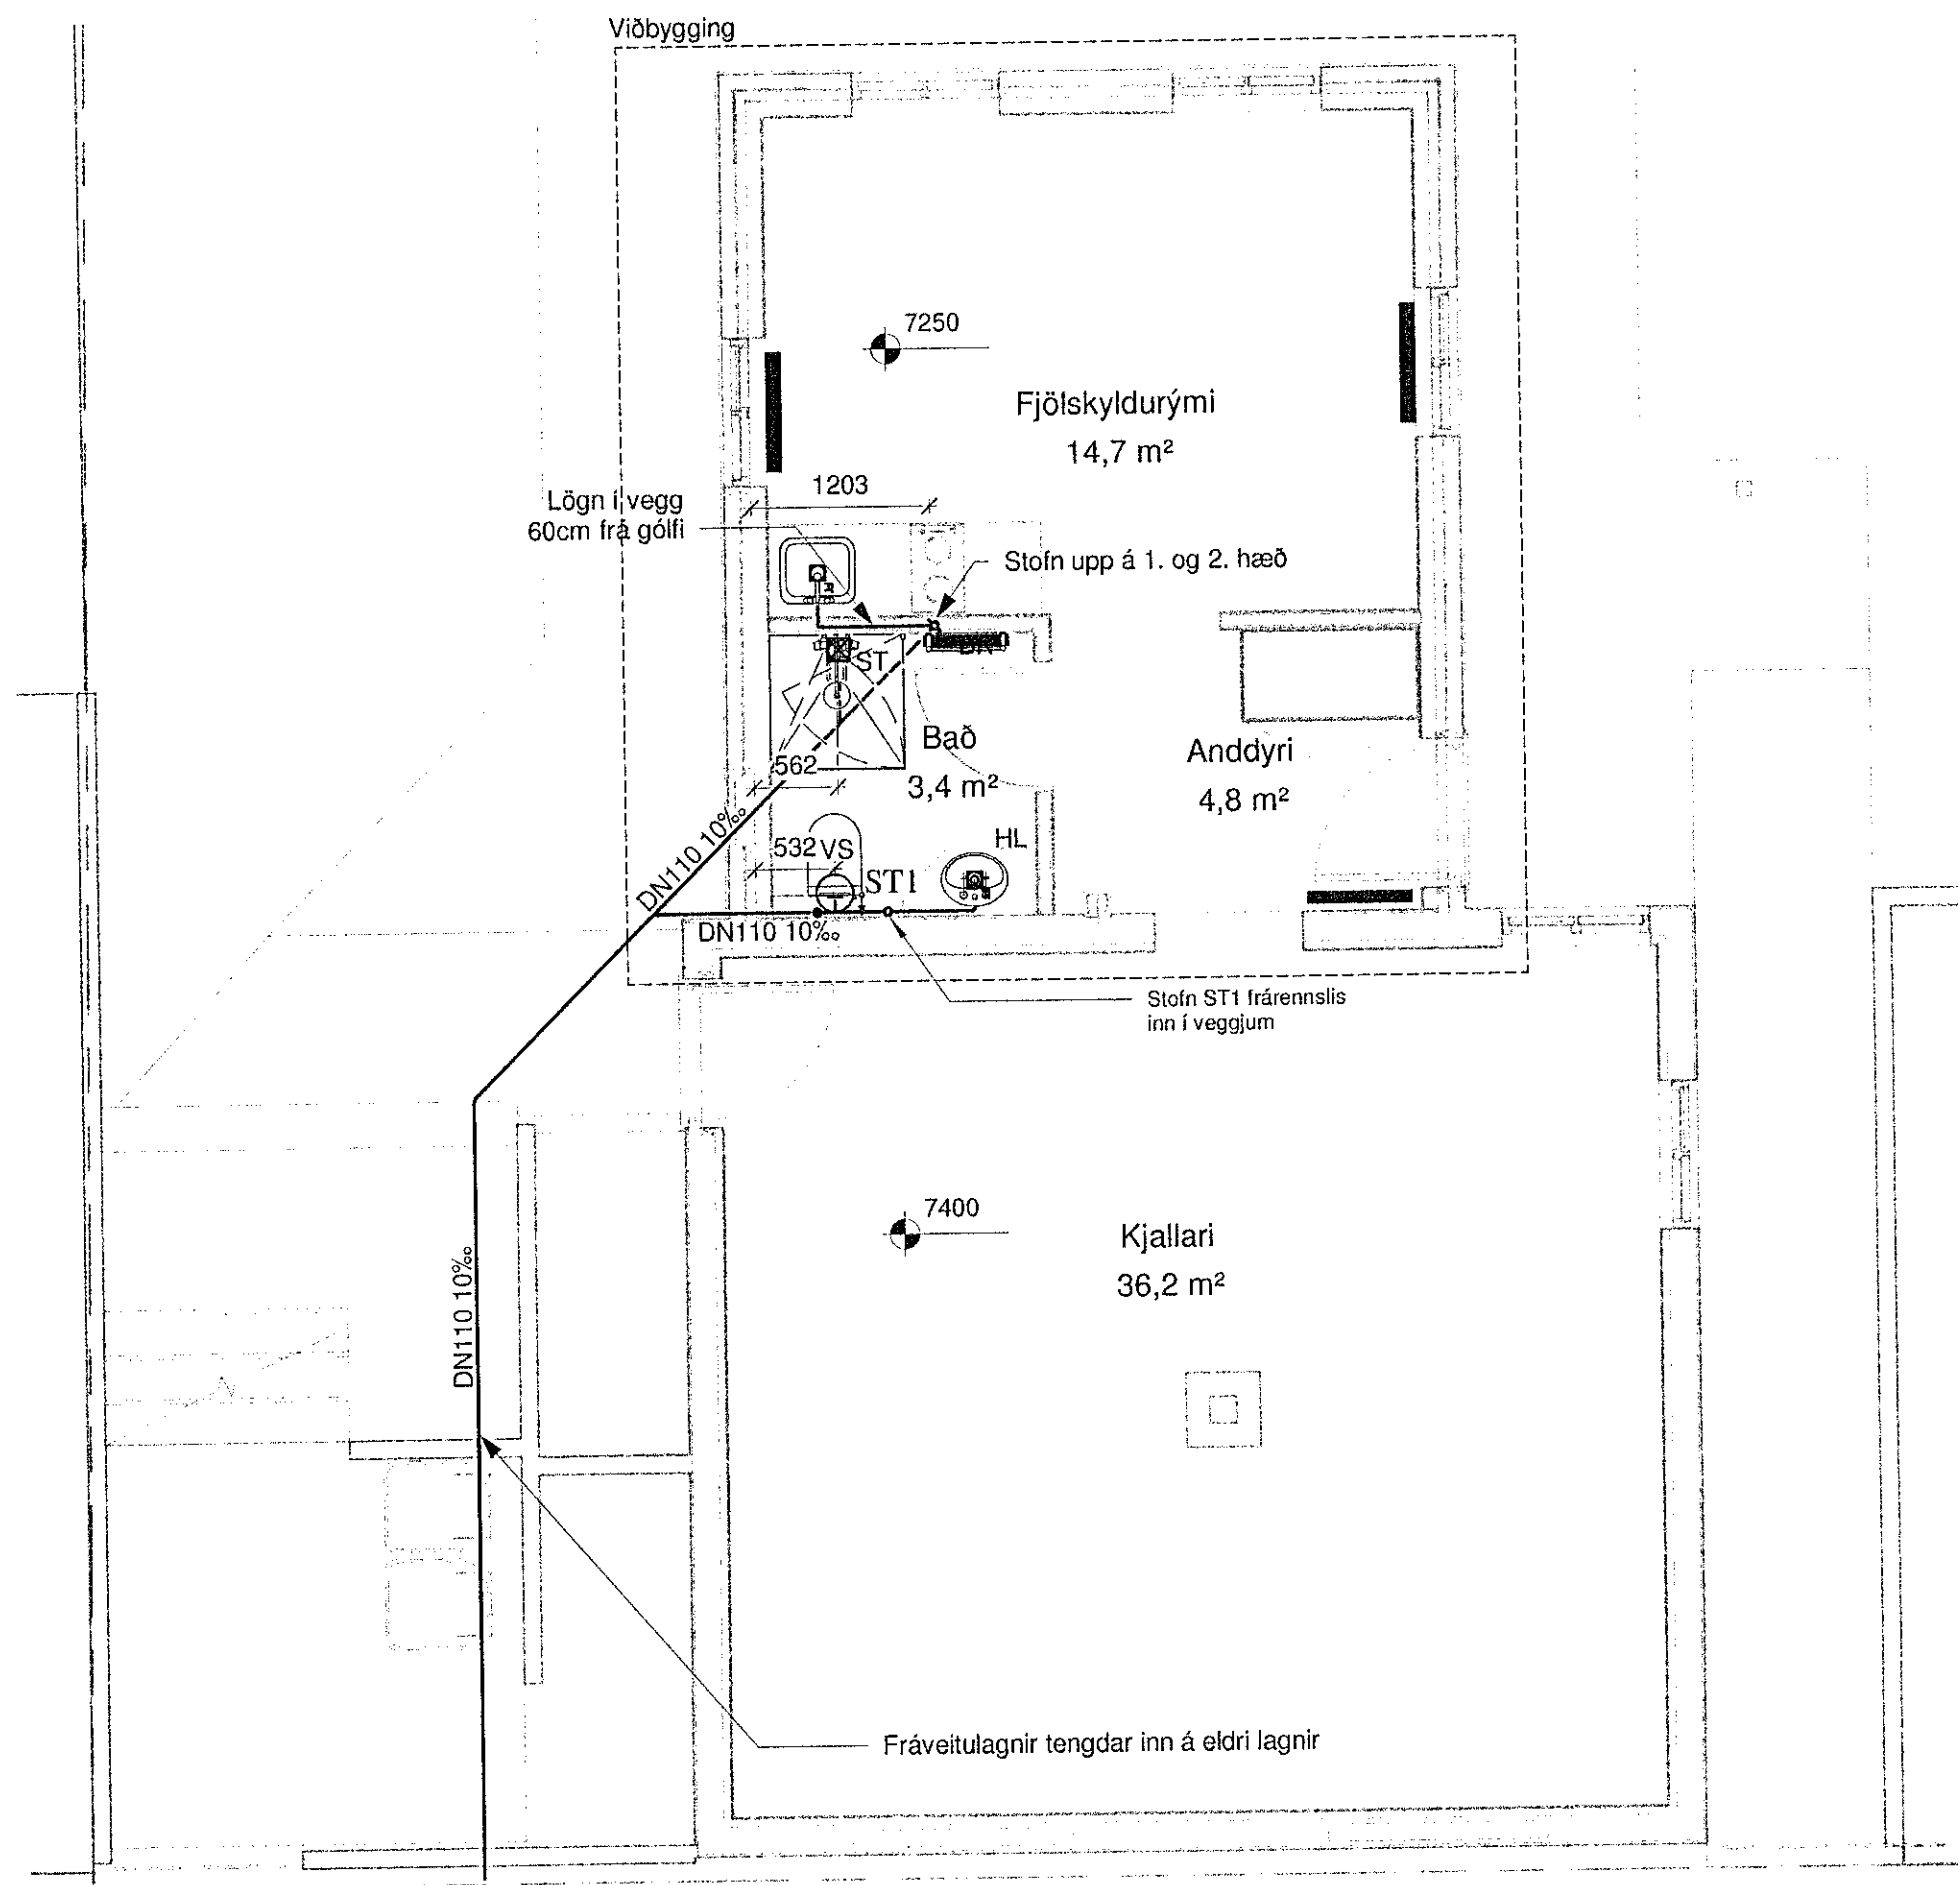 Viðbygging
7250
Fjölskyldurými
14,7 m²
1203
Lögn í vegg
60cm frá gólfi
Stofn upp á 1. og 2. hæð
ST
Bað
3,4 m²
Anddyri
4,8 m²
562
DN110 10‰
532
VS
HL
ST1
DN110 10‰
Stofn ST1 frárennslis
inn í veggjum
7400
Kjallari
36,2 m²
DN110 10‰
Fráveitulagnir tengdar inn á eldri lagnir